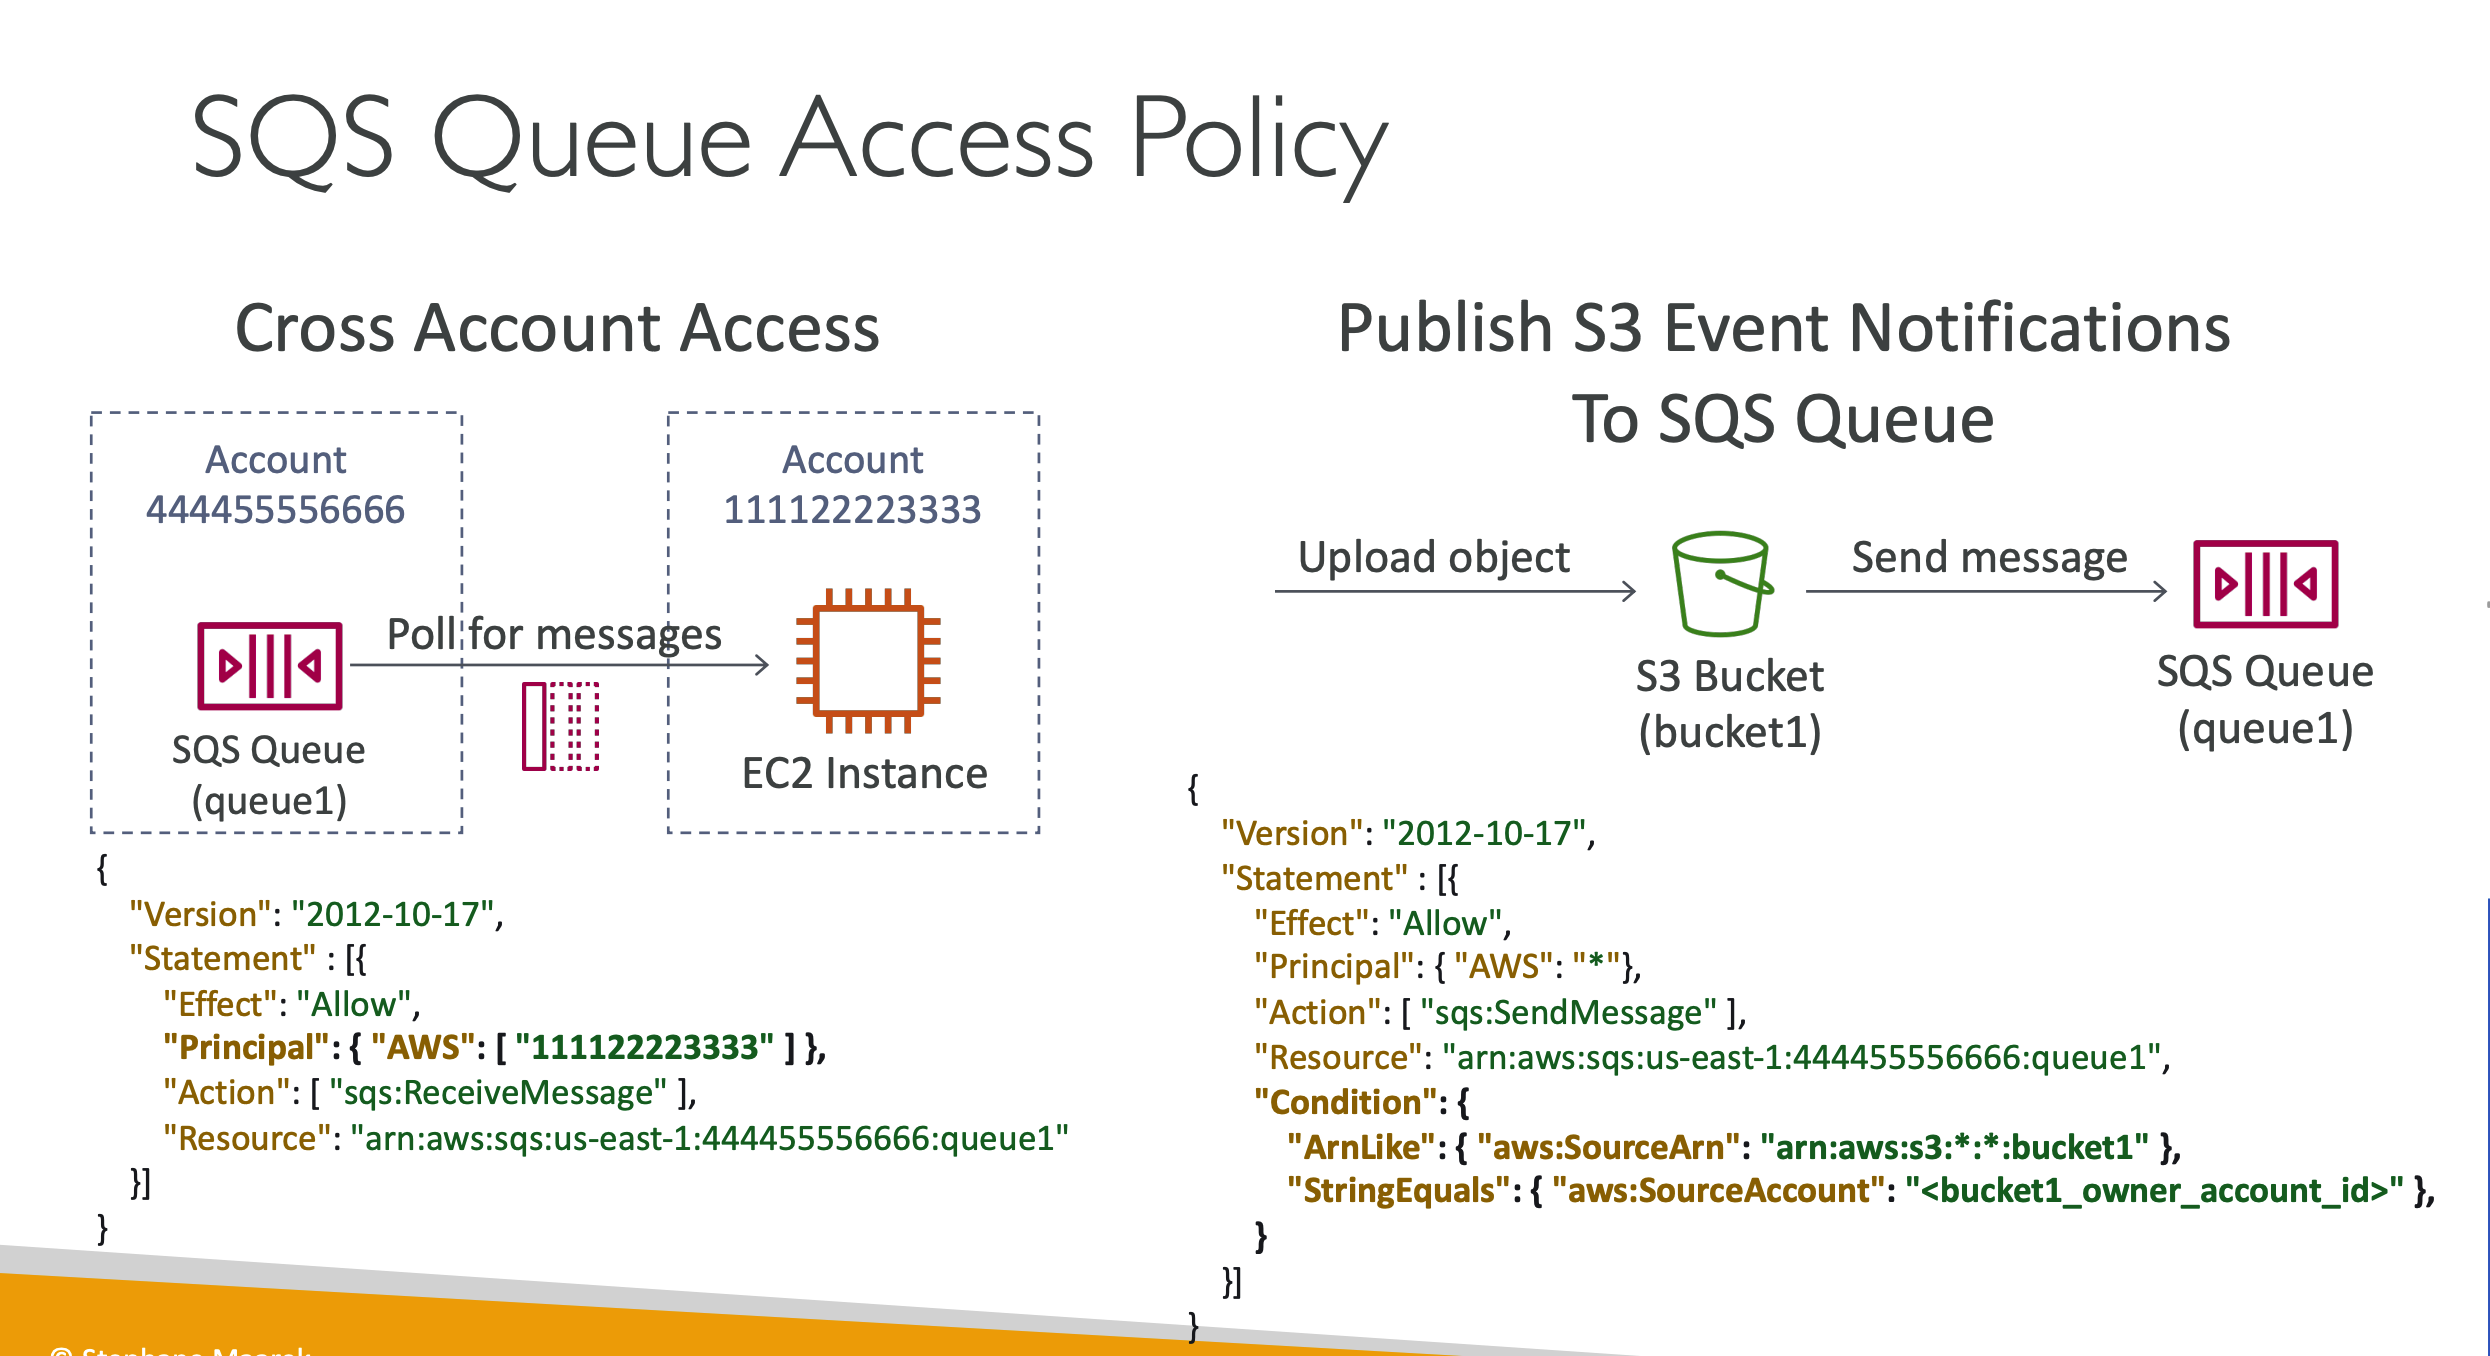 SQS Queue Access Policy
Cross Account Access
Account
444455556666
Account
111122223333
Poll for messages
SQS Queue
(queue1)
EC2 Instance
{
"Version": "2012-10-17",
"Statement" : [{
"Effect": "Allow",
"Principal": { "AWS": [ "111122223333" ] },
"Action": [ "sqs:ReceiveMessage" ],
"Resource": "arn:aws:sqs:us-east-1:444455556666:queue1"
}]
}
Publish S3 Event Notifications
To SQS Queue
Upload object
Send message
S3 Bucket
(bucket1)
SQS Queue
(queue1)
{
"Version": "2012-10-17",
"Statement" : [{
"Effect": "Allow",
"Principal": { "AWS": "*"},
"Action": [ "sqs:SendMessage" ],
"Resource": "arn:aws:sqs:us-east-1:444455556666:queue1",
"Condition": {
"ArnLike": { "aws:SourceArn": "arn:aws:s3:*:*:bucket1" },
"StringEquals": { "aws:SourceAccount": "<bucket1_owner_account_id>" },
}
}]
}
© Stephane Maarek